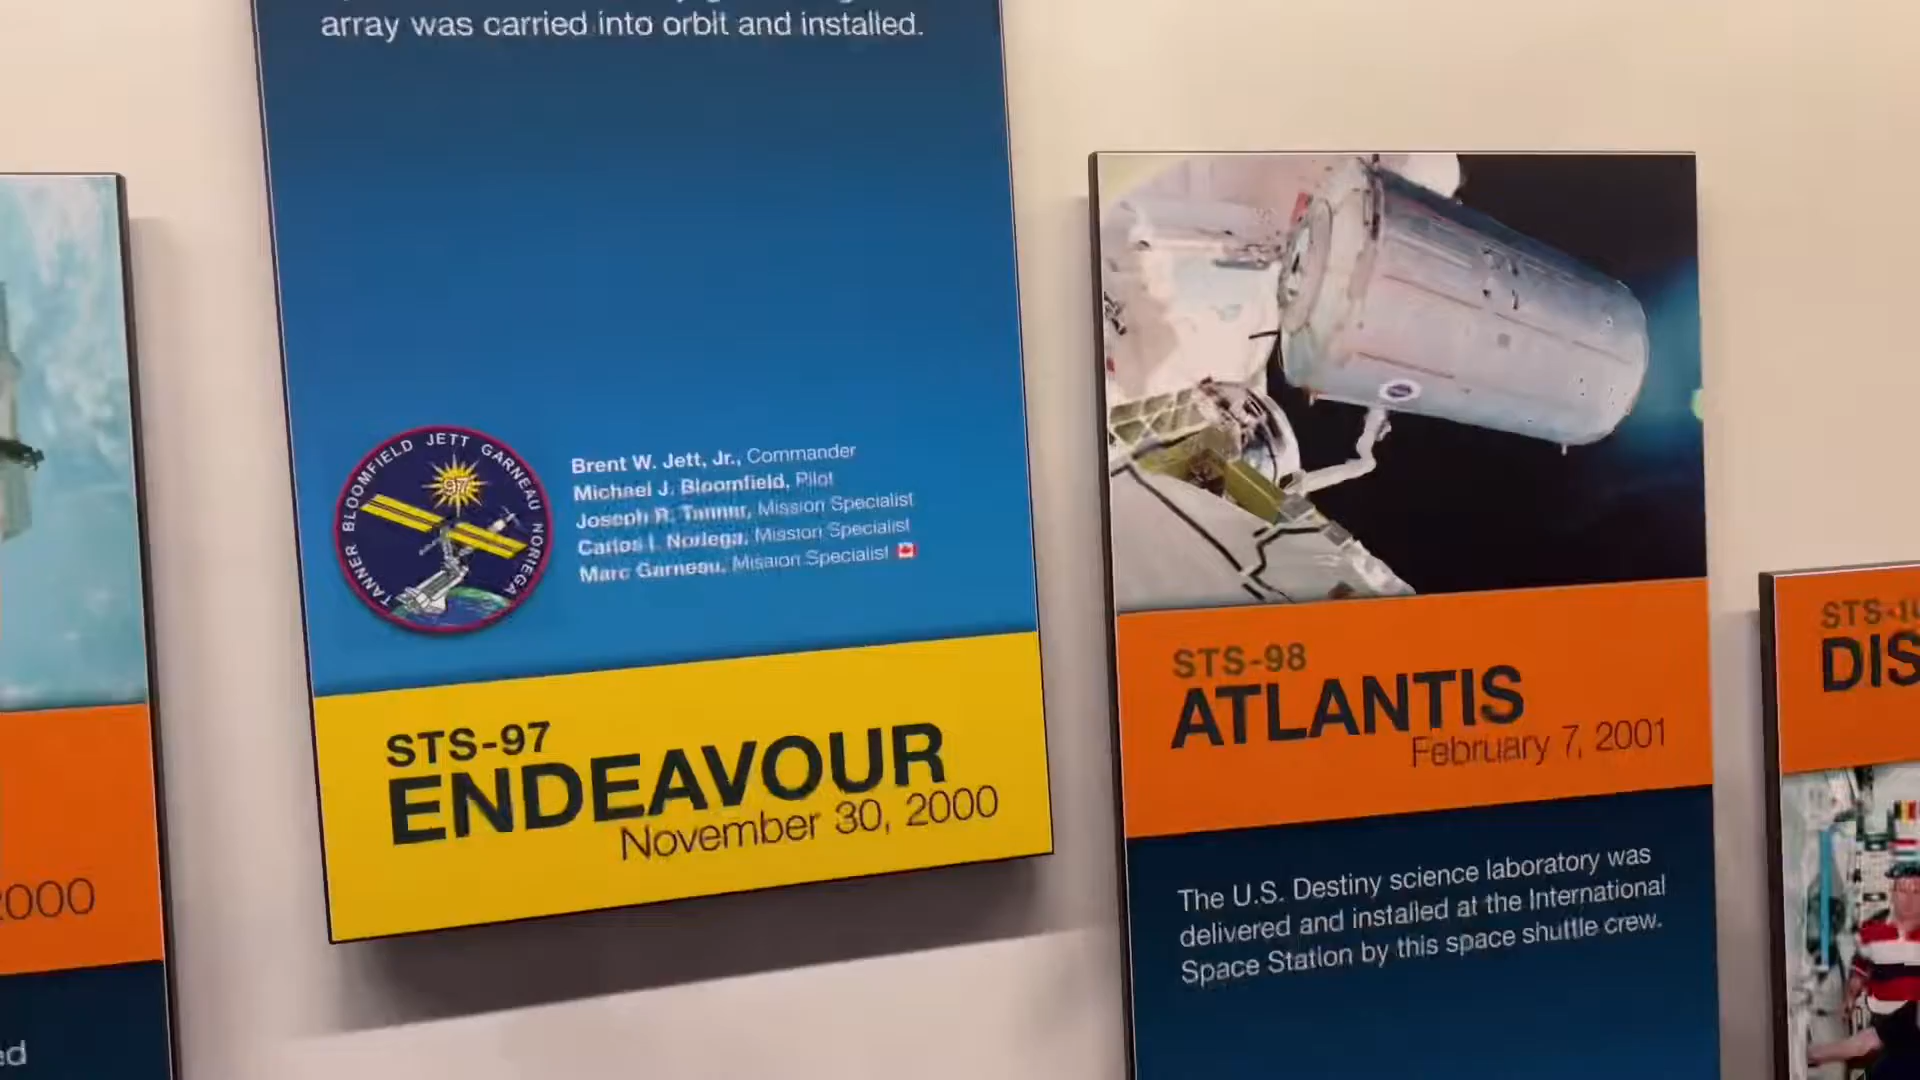 array was carried into orbit and installed.
TANNER BLOOMFIELD JETT GARNEAU NORIEGA
97
Brent W. Jett, Jr., Commander
Michael J. Bloomfield, Pilot
Joseph R. Tanner, Mission Specialist
Carlos I. Noriega, Mission Specialist
Marc Garneau, Mission Specialist
STS-97
ENDEAVOUR
November 30, 2000
STS-98
ATLANTIS
February 7, 2001
The U.S. Destiny science laboratory was
delivered and installed at the International
Space Station by this space shuttle crew.
2000
ed
STS-1
DIS